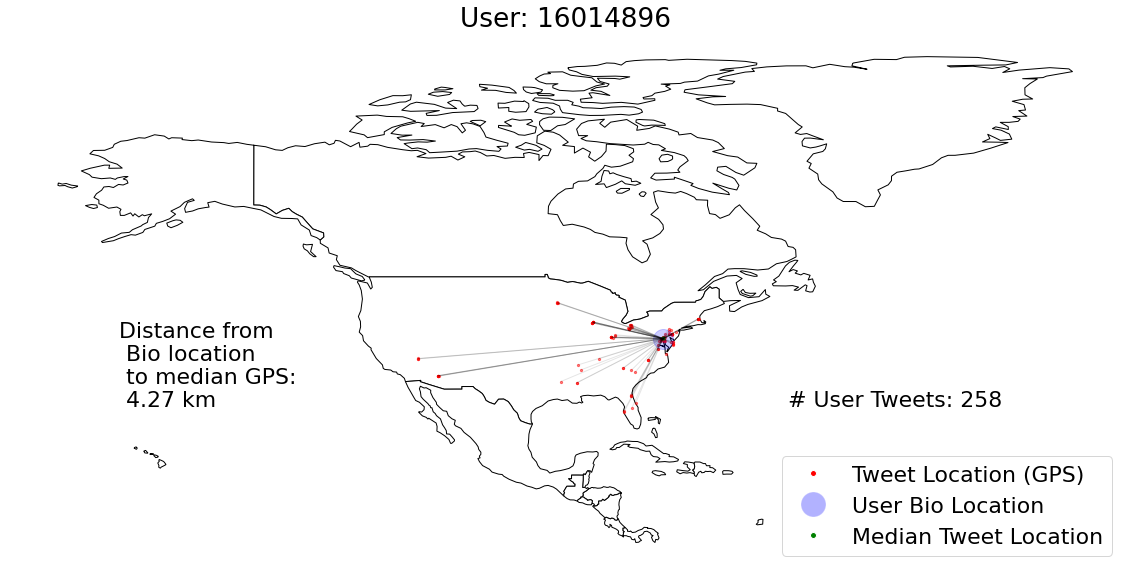 User: 16014896
Distance from
Bio location
to median GPS:
4.27 km
# User Tweets: 258
Tweet Location (GPS)
User Bio Location
Median Tweet Location